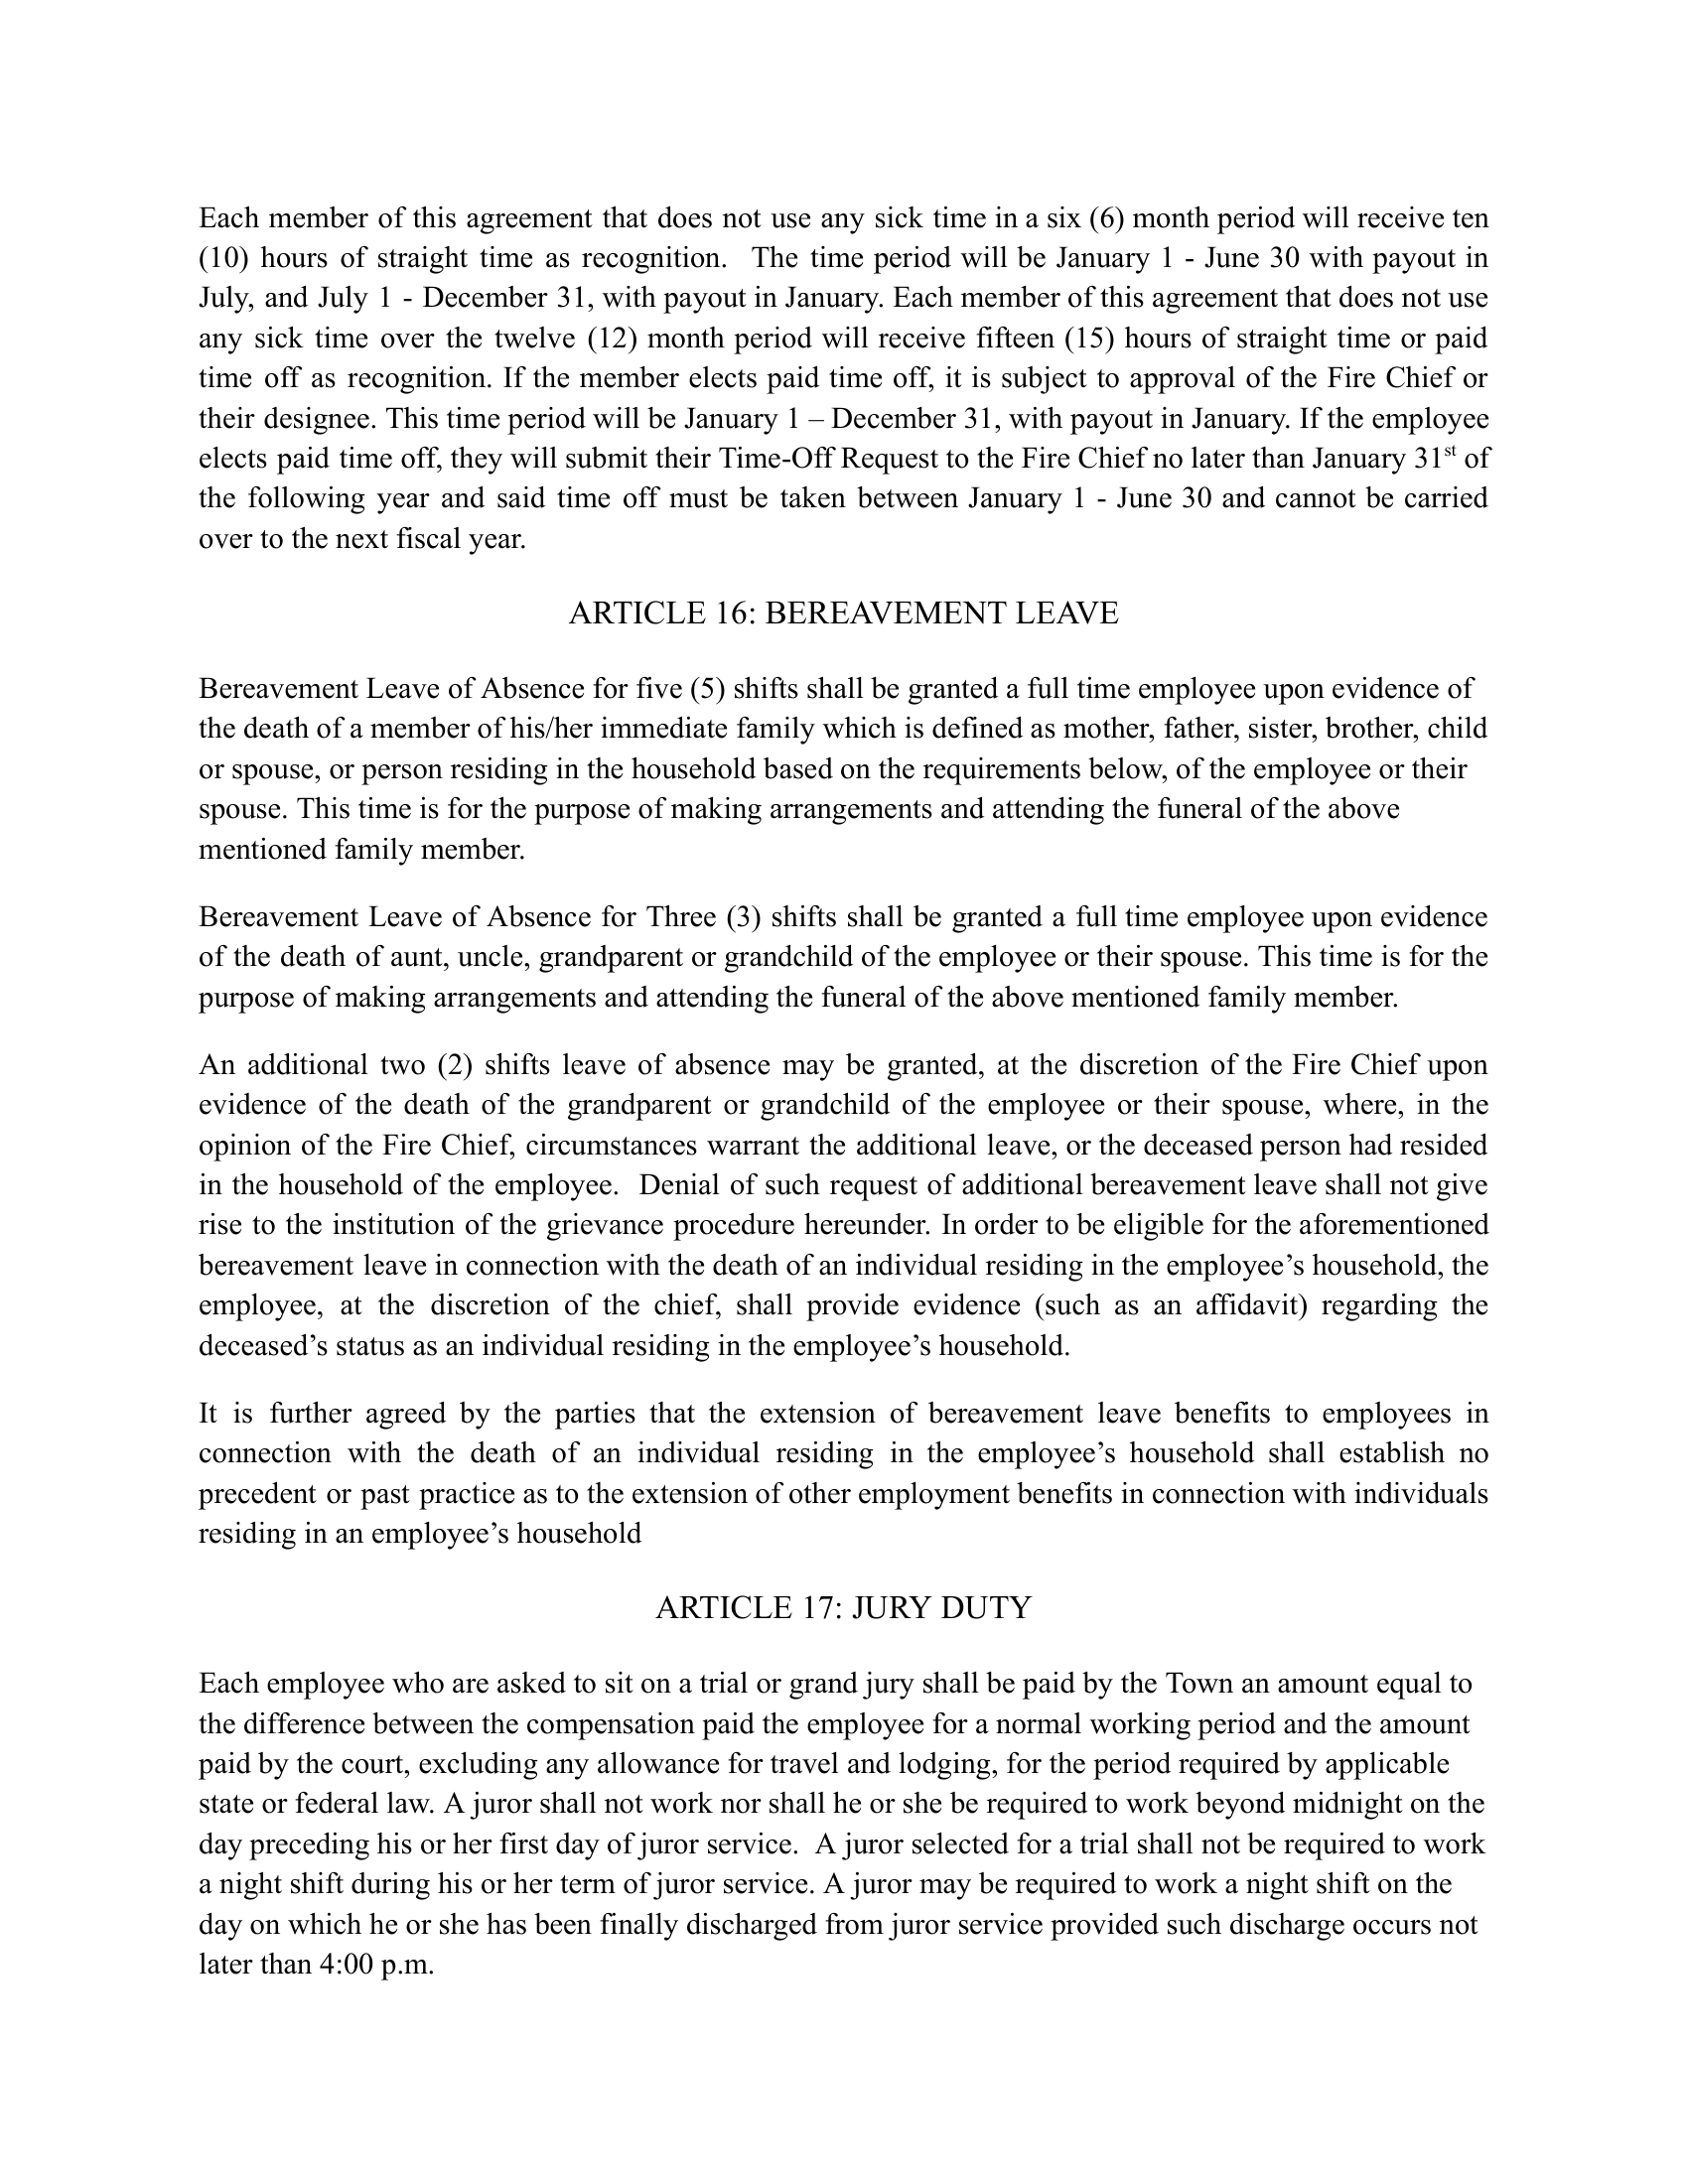 Each member of this agreement that does not use any sick time in a six (6) month period will receive ten
(10) hours of straight time as recognition.  The time period will be January 1 - June 30 with payout in
July, and July 1 - December 31, with payout in January. Each member of this agreement that does not use
any sick time over the twelve (12) month period will receive fifteen (15) hours of straight time or paid
time off as recognition. If the member elects paid time off, it is subject to approval of the Fire Chief or
their designee. This time period will be January 1 – December 31, with payout in January. If the employee
elects paid time off, they will submit their Time-Off Request to the Fire Chief no later than January 31st of
the following year and said time off must be taken between January 1 - June 30 and cannot be carried
over to the next fiscal year.
ARTICLE 16: BEREAVEMENT LEAVE
Bereavement Leave of Absence for five (5) shifts shall be granted a full time employee upon evidence of
the death of a member of his/her immediate family which is defined as mother, father, sister, brother, child
or spouse, or person residing in the household based on the requirements below, of the employee or their
spouse. This time is for the purpose of making arrangements and attending the funeral of the above
mentioned family member.
Bereavement Leave of Absence for Three (3) shifts shall be granted a full time employee upon evidence
of the death of aunt, uncle, grandparent or grandchild of the employee or their spouse. This time is for the
purpose of making arrangements and attending the funeral of the above mentioned family member.
An additional two (2) shifts leave of absence may be granted, at the discretion of the Fire Chief upon
evidence of the death of the grandparent or grandchild of the employee or their spouse, where, in the
opinion of the Fire Chief, circumstances warrant the additional leave, or the deceased person had resided
in the household of the employee.  Denial of such request of additional bereavement leave shall not give
rise to the institution of the grievance procedure hereunder. In order to be eligible for the aforementioned
bereavement leave in connection with the death of an individual residing in the employee’s household, the
employee, at the discretion of the chief, shall provide evidence (such as an affidavit) regarding the
deceased’s status as an individual residing in the employee’s household.
It is further agreed by the parties that the extension of bereavement leave benefits to employees in
connection with the death of an individual residing in the employee’s household shall establish no
precedent or past practice as to the extension of other employment benefits in connection with individuals
residing in an employee’s household
ARTICLE 17: JURY DUTY
Each employee who are asked to sit on a trial or grand jury shall be paid by the Town an amount equal to
the difference between the compensation paid the employee for a normal working period and the amount
paid by the court, excluding any allowance for travel and lodging, for the period required by applicable
state or federal law. A juror shall not work nor shall he or she be required to work beyond midnight on the
day preceding his or her first day of juror service.  A juror selected for a trial shall not be required to work
a night shift during his or her term of juror service. A juror may be required to work a night shift on the
day on which he or she has been finally discharged from juror service provided such discharge occurs not
later than 4:00 p.m.